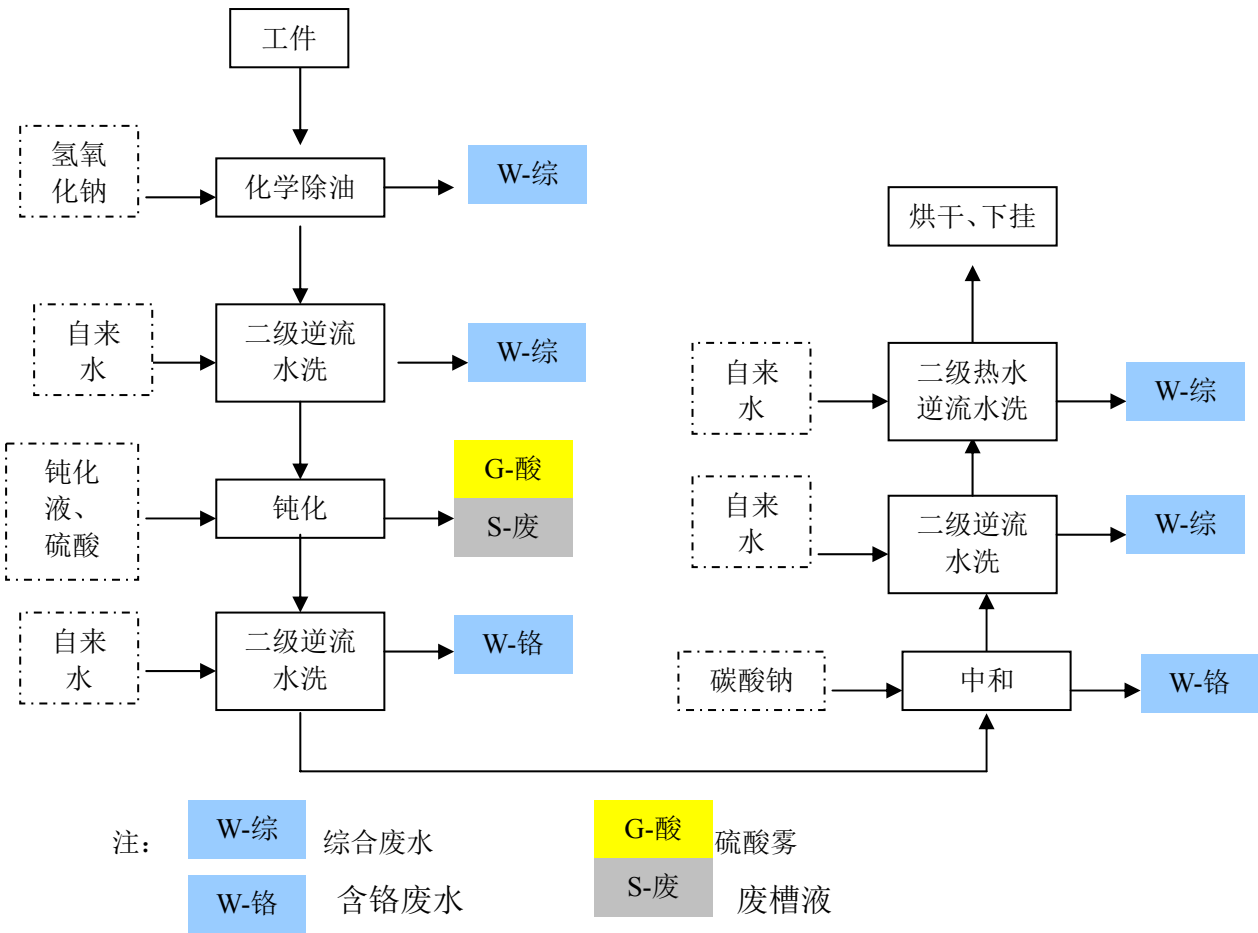 工件
氢氧
化钠
化学除油
W-综
自来
水
二级逆流
水洗
W-综
钝化
液、
硫酸
钝化
G-酸
S-废
自来
水
二级逆流
水洗
W-铬
烘干、下挂
自来
水
二级热水
逆流水洗
W-综
自来
水
二级逆流
水洗
W-综
碳酸钠
中和
W-铬
注：
W-综
综合废水
G-酸
硫酸雾
W-铬
含铬废水
S-废
废槽液